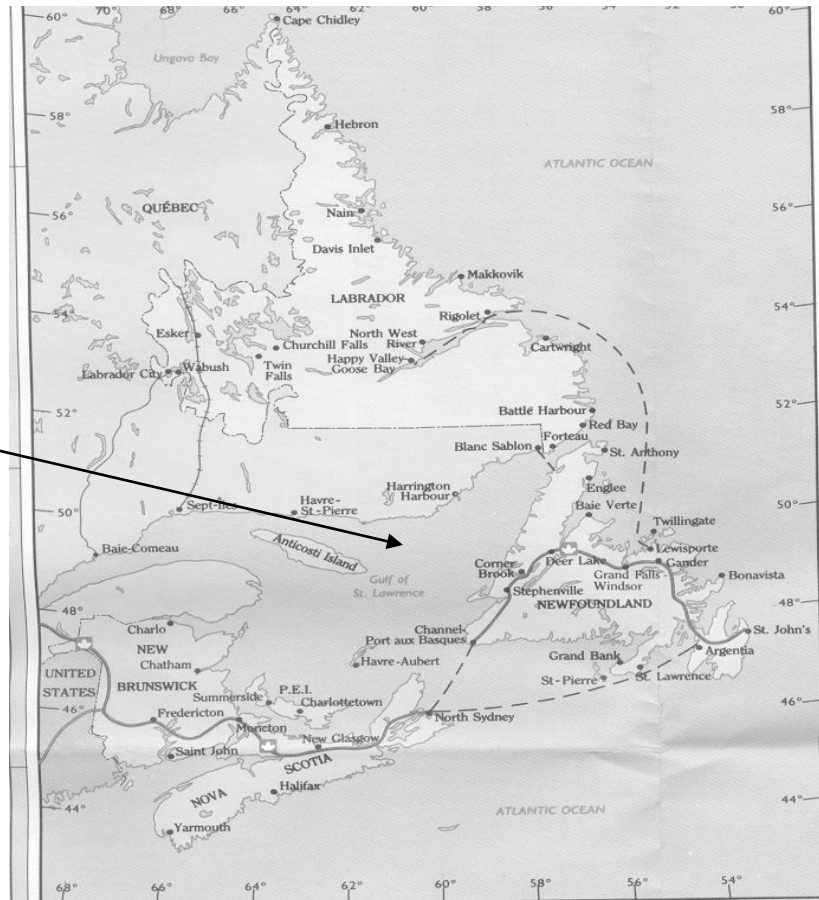 70°
68°
66°
64°
62°
60°
58°
56°
54°
52°
60°
60°
Cape Chidley
Ungava Bay
58°
58°
Hebron
ATLANTIC OCEAN
56°
56°
QUÉBEC
Nain
Davis Inlet
Makkovik
LABRADOR
54°
54°
Rigolet
Esker
North West
River
Churchill Falls
Cartwright
Happy Valley
Goose Bay
Twin
Falls
Labrador City
Wabush
52°
52°
Battle Harbour
Red Bay
Forteau
Blanc Sablon
St. Anthony
Harrington
Harbour
Englee
Baie Verte
50°
50°
Sept-Îles
Havre-
St-Pierre
Twillingate
Lewisporte
Baie-Comeau
Anticosti Island
Corner
Brook
Deer Lake
Gander
Grand Falls-
Windsor
Bonavista
Gulf of
St. Lawrence
Stephenville
NEWFOUNDLAND
48°
48°
Charlo
Channel-
Port aux Basques
St. John's
Argentia
NEW
BRUNSWICK
Chatham
Havre-Aubert
Grand Bank
St-Pierre
St. Lawrence
UNITED
STATES
P.E.I.
Summerside
Charlottetown
46°
46°
Fredericton
Moncton
North Sydney
New Glasgow
Saint John
NOVA
SCOTIA
Halifax
44°
44°
ATLANTIC OCEAN
Yarmouth
68°
66°
64°
62°
60°
58°
56°
54°